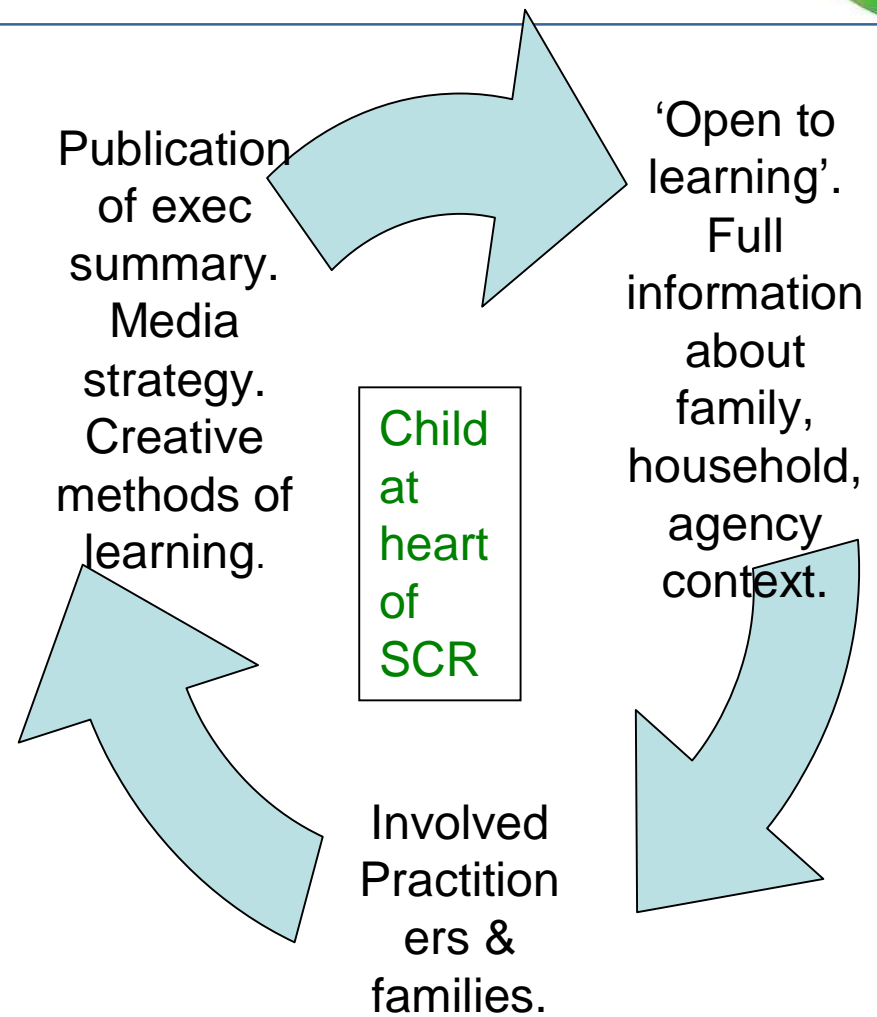 Publication
of exec
summary.
Media
strategy.
Creative
methods of
learning.
‘Open to
learning’.
Full
information
about
family,
household,
agency
context.
Child
at
heart
of
SCR
Involved
Practition
ers &
families.